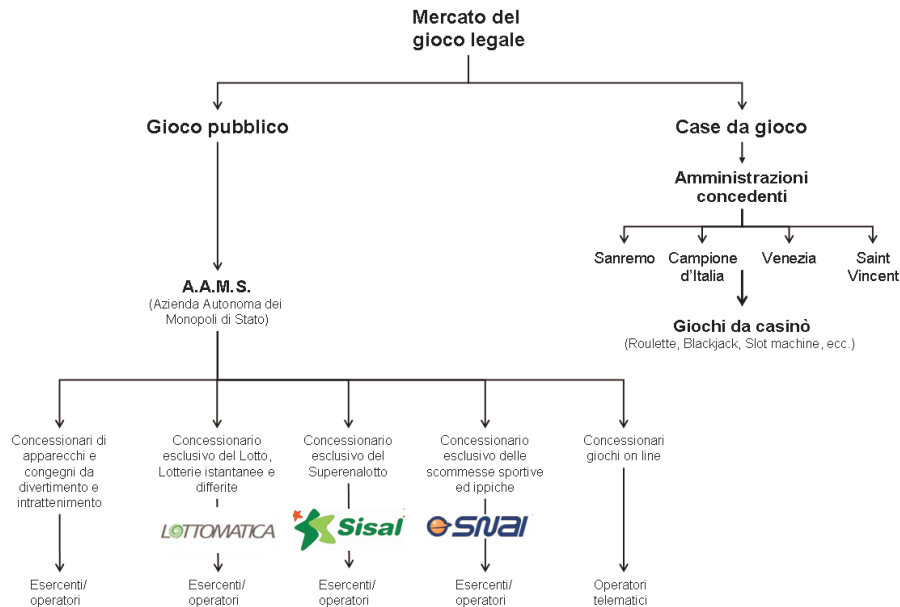 Mercato del
gioco legale
Gioco pubblico
Case da gioco
Amministrazioni
concedenti
Sanremo
Campione
d'Italia
Venezia
Saint
Vincent
A.A.M.S.
(Azienda Autonoma dei
Monopoli di Stato)
Giochi da casinò
(Roulette, Blackjack, Slot machine, ecc.)
Concessionari di
apparecchi e
congegni da
divertimento e
intrattenimento
Concessionario
esclusivo del Lotto,
Lotterie istantanee e
differite
LOTTOMATICA
Concessionario
esclusivo del
Superenalotto
Sisal
Concessionario
esclusivo delle
scommesse sportive
ed ippiche
SNAI
Concessionari
giochi on line
Esercenti/
operatori
Esercenti/
operatori
Esercenti/
operatori
Esercenti/
operatori
Operatori
telematici